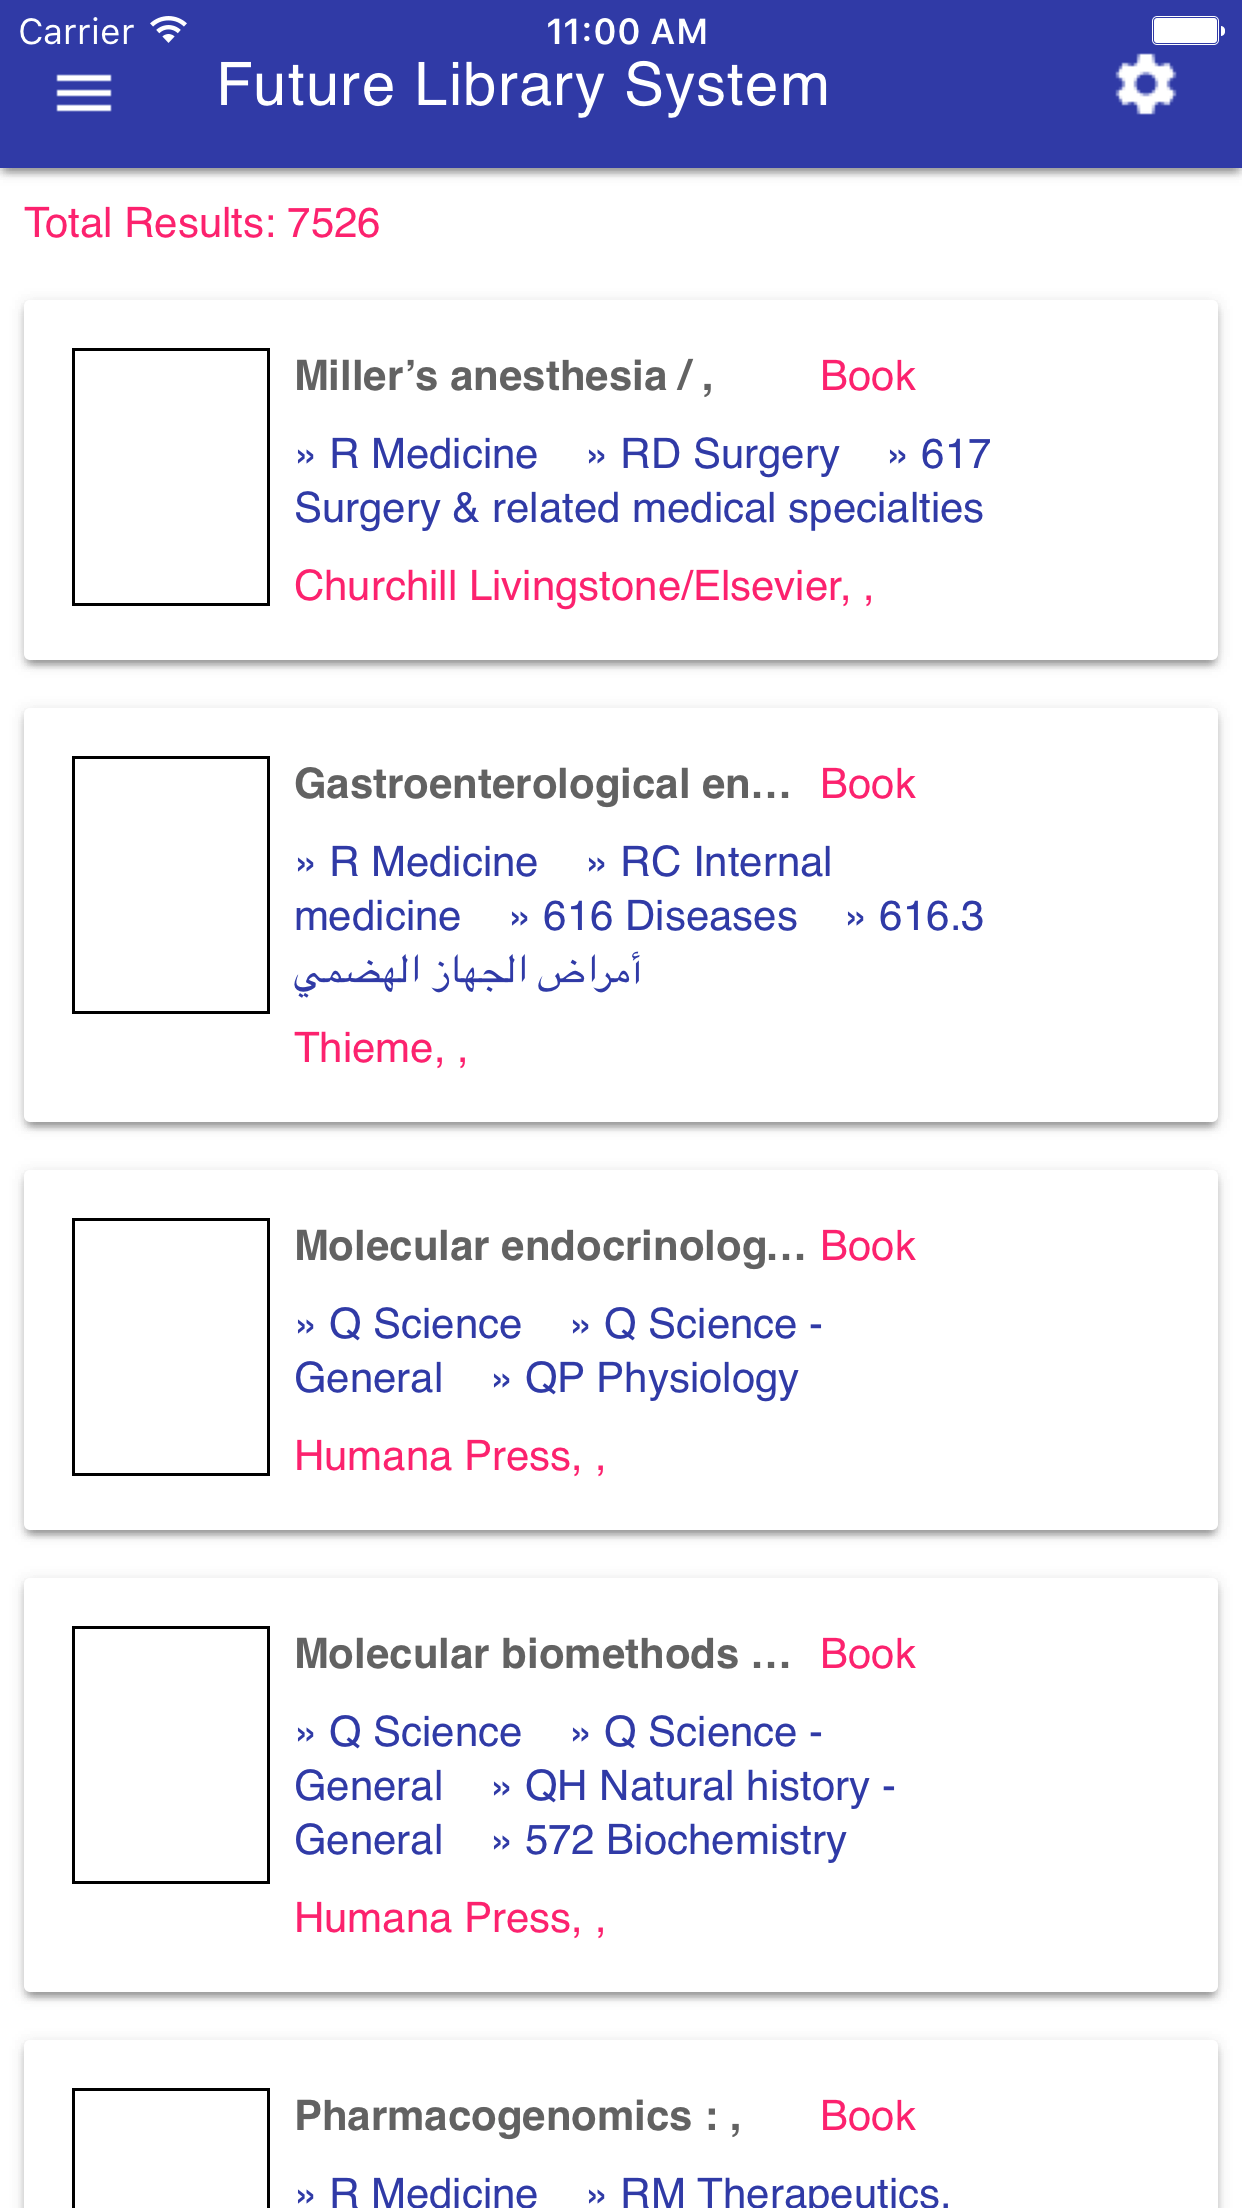 Carrier 11:00 AM
Future Library System
Total Results: 7526
Miller’s anesthesia / , Book
» R Medicine » RD Surgery » 617
Surgery & related medical specialties
Churchill Livingstone/Elsevier, ,
Gastroenterological en... Book
» R Medicine » RC Internal
medicine » 616 Diseases » 616.3
أمراض الجهاز الهضمي
Thieme, ,
Molecular endocrinolog... Book
» Q Science » Q Science -
General » QP Physiology
Humana Press, ,
Molecular biomethods ... Book
» Q Science » Q Science -
General » QH Natural history -
General » 572 Biochemistry
Humana Press, ,
Pharmacogenomics : , Book
» R Medicine » RM Therapeutics.